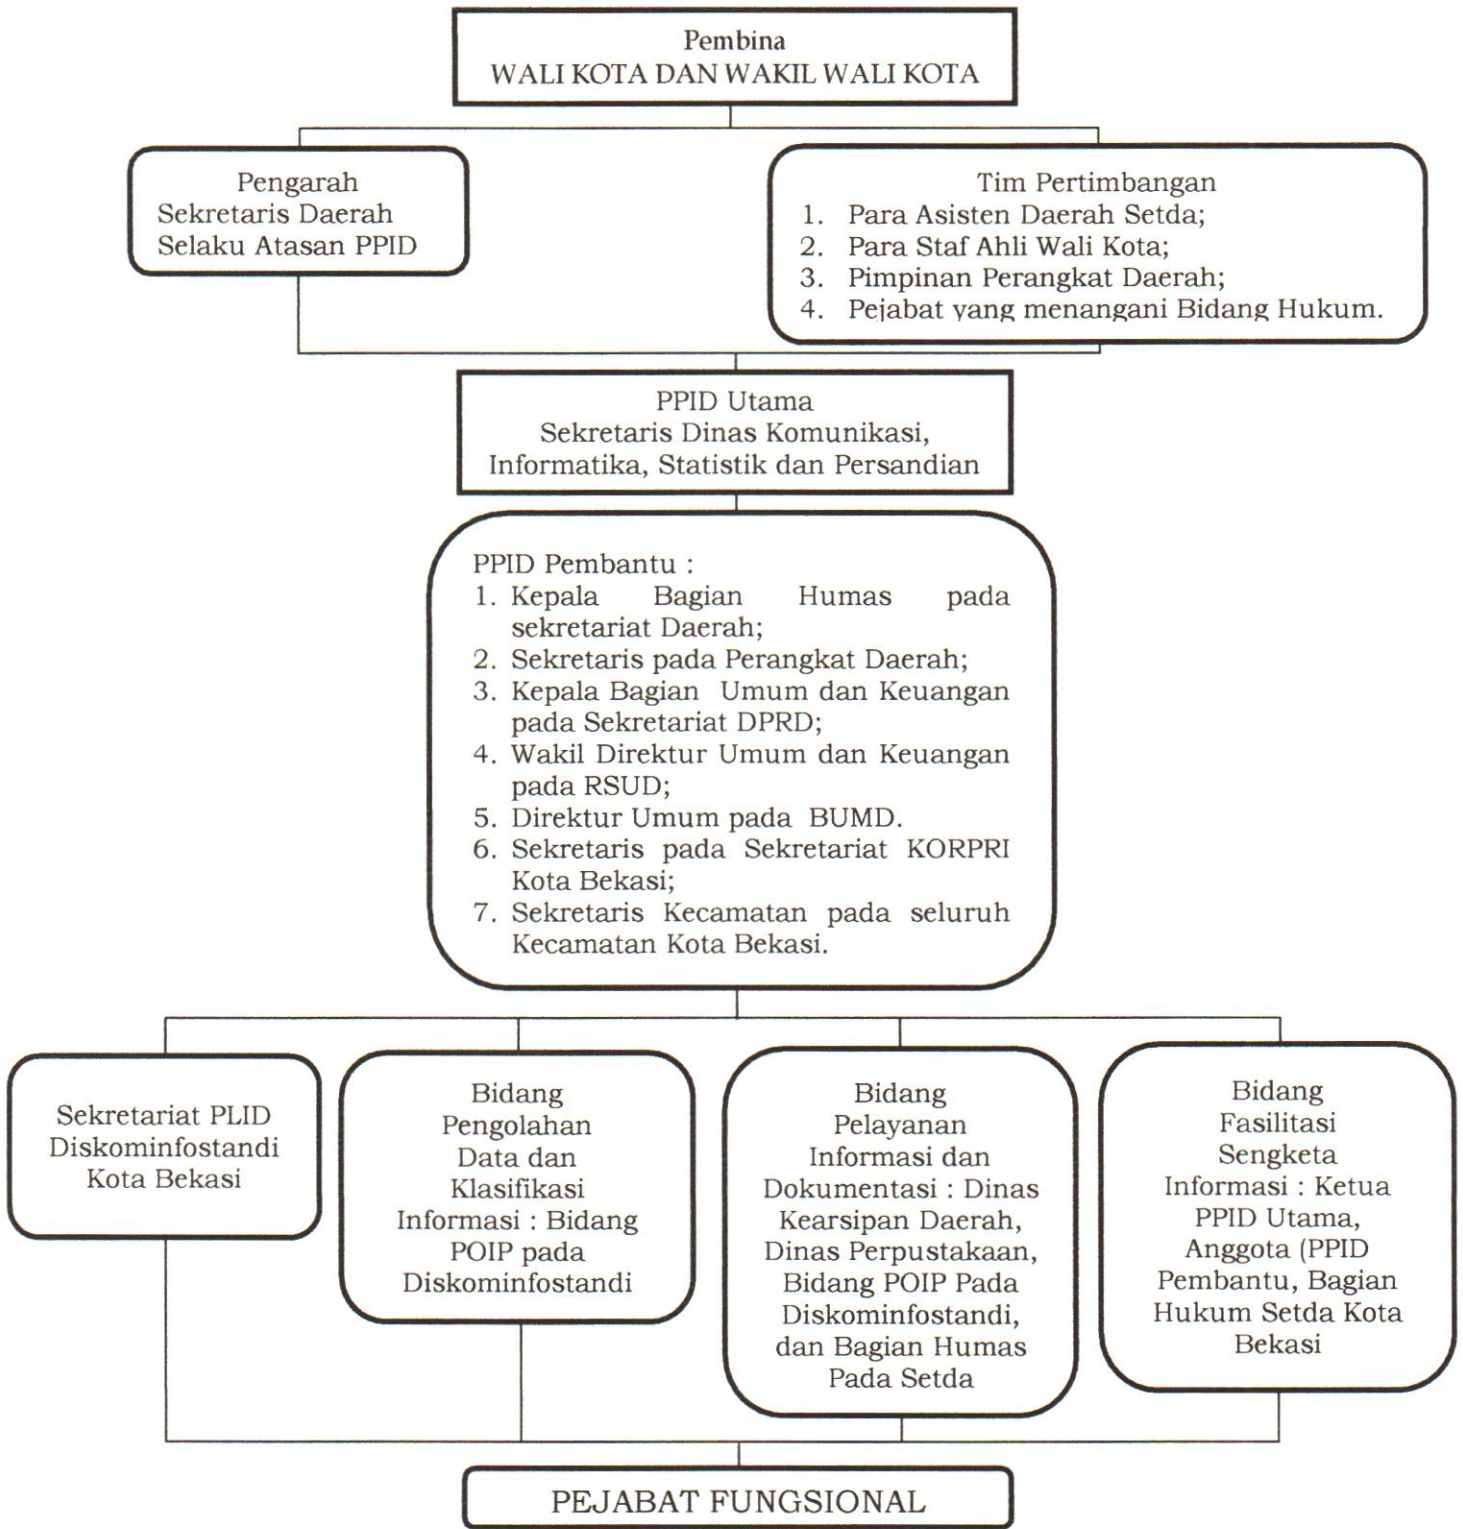 Pembina
WALI KOTA DAN WAKIL WALI KOTA
Pengarah
Sekretaris Daerah
Selaku Atasan PPID
Tim Pertimbangan
1. Para Asisten Daerah Setda;
2. Para Staf Ahli Wali Kota;
3. Pimpinan Perangkat Daerah;
4. Pejabat yang menangani Bidang Hukum.
PPID Utama
Sekretaris Dinas Komunikasi,
Informatika, Statistik dan Persandian
PPID Pembantu :
1. Kepala Bagian Humas pada
sekretariat Daerah;
2. Sekretaris pada Perangkat Daerah;
3. Kepala Bagian Umum dan Keuangan
pada Sekretariat DPRD;
4. Wakil Direktur Umum dan Keuangan
pada RSUD;
5. Direktur Umum pada BUMD.
6. Sekretaris pada Sekretariat KORPRI
Kota Bekasi;
7. Sekretaris Kecamatan pada seluruh
Kecamatan Kota Bekasi.
Sekretariat PLID
Diskominfostandi
Kota Bekasi
Bidang
Pengolahan
Data dan
Klasifikasi
Informasi : Bidang
POIP pada
Diskominfostandi
Bidang
Pelayanan
Informasi dan
Dokumentasi : Dinas
Kearsipan Daerah,
Dinas Perpustakaan,
Bidang POIP Pada
Diskominfostandi,
dan Bagian Humas
Pada Setda
Bidang
Fasilitasi
Sengketa
Informasi : Ketua
PPID Utama,
Anggota (PPID
Pembantu, Bagian
Hukum Setda Kota
Bekasi
PEJABAT FUNGSIONAL